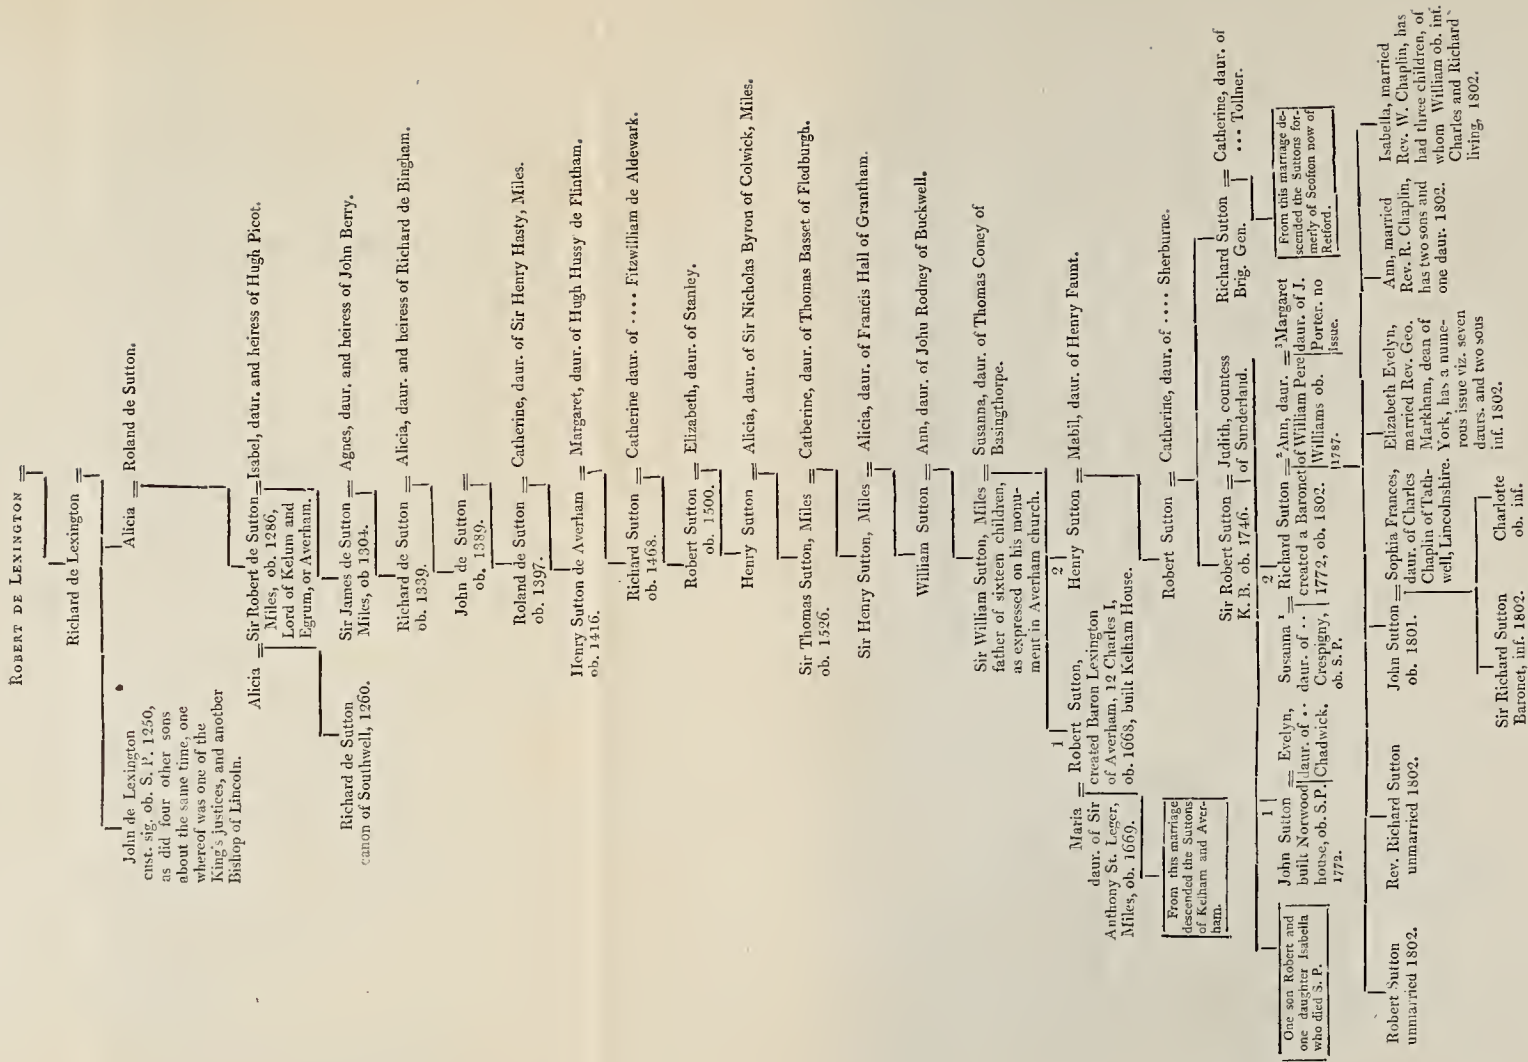 ROBERT DE LEXINGTON =
Richard de Lexington =
John de Lexington
cust. sig. ob. S. P. 1250,
as did four other sons
about the same time, one
whereof was one of the
King's justices, and another
Bishop of Lincoln.
Alicia = Roland de Sutton.
Alicia = Sir Robert de Sutton = Isabel, daur. and heiress of Hugh Picot.
Miles, ob. 1286,
Lord of Kelum and
Egrum, or Averham.
Richard de Sutton
canon of Southwell, 1260.
Sir James de Sutton = Agnes, daur. and heiress of John Berry.
Miles, ob 1304.
Richard de Sutton = Alicia, daur. and heiress of Richard de Bingham.
ob. 1339.
John de Sutton =
ob. 1389.
Roland de Sutton = Catherine, daur. of Sir Henry Hasty, Miles.
ob. 1397.
Henry Sutton de Averham = Margaret, daur. of Hugh Hussy de Flintham.
ob. 1416.
Richard Sutton = Catherine daur. of .... Fitzwilliam de Aldewark.
ob. 1468.
Robert Sutton = Elizabeth, daur. of Stanley.
ob. 1500.
Henry Sutton = Alicia, daur. of Sir Nicholas Byron of Colwick, Miles.
Sir Thomas Sutton, Miles = Catherine, daur. of Thomas Basset of Fledburgh.
ob. 1526.
Sir Henry Sutton, Miles = Alicia, daur. of Francis Hall of Grantham.
William Sutton = Ann, daur. of John Rodney of Buckwell.
Sir William Sutton, Miles = Susanna, daur. of Thomas Coney of
father of sixteen children, Basingthorpe.
as expressed on his monu-
ment in Averham church.
1
Maria = Robert Sutton,
daur. of Sir created Baron Lexington
Anthony St. Leger, of Averham, 12 Charles I,
Miles, ob. 1669. ob. 1668, built Kelham House.
2
Henry Sutton = Mabil, daur. of Henry Faunt.
From this marriage
descended the Suttons
of Kelham and Aver-
ham.
Robert Sutton = Catherine, daur. of .... Sherburne.
Sir Robert Sutton = Judith, countess
K. B. ob. 1746. of Sunderland.
Richard Sutton = Catherine, daur. of
Brig. Gen. ... Tollner.
From this marriage de-
scended the Suttons for-
merly of Scofton now of
Retford.
One son Robert and
one daughter Isabella
who died S. P.
1
John Sutton = Evelyn,
built Norwood daur. of ..
house, ob. S.P. Chadwick.
1772.
2
Susanna 1 = Richard Sutton = 2 Ann, daur. = 3 Margaret
daur. of .. created a Baronet of William Pere daur. of J.
Crespigny, 1772, ob. 1802. Williams ob. Porter. no
ob. S. P. 1787. issue.
Robert Sutton
unmarried 1802.
Rev. Richard Sutton
unmarried 1802.
John Sutton = Sophia Frances,
ob. 1801. daur. of Charles
Chaplin of Tath-
well, Lincolnshire.
Elizabeth Evelyn,
married Rev. Geo.
Markham, dean of
York, has a nume-
rous issue viz. seven
daurs. and two sons
inf. 1802.
Ann, married
Rev. R. Chaplin,
has two sons and
one daur. 1802.
Isabella, married
Rev. W. Chaplin, has
had three children, of
whom William ob. inf.
Charles and Richard
living, 1802.
Sir Richard Sutton
Baronet, inf. 1802.
Charlotte
ob. inf.